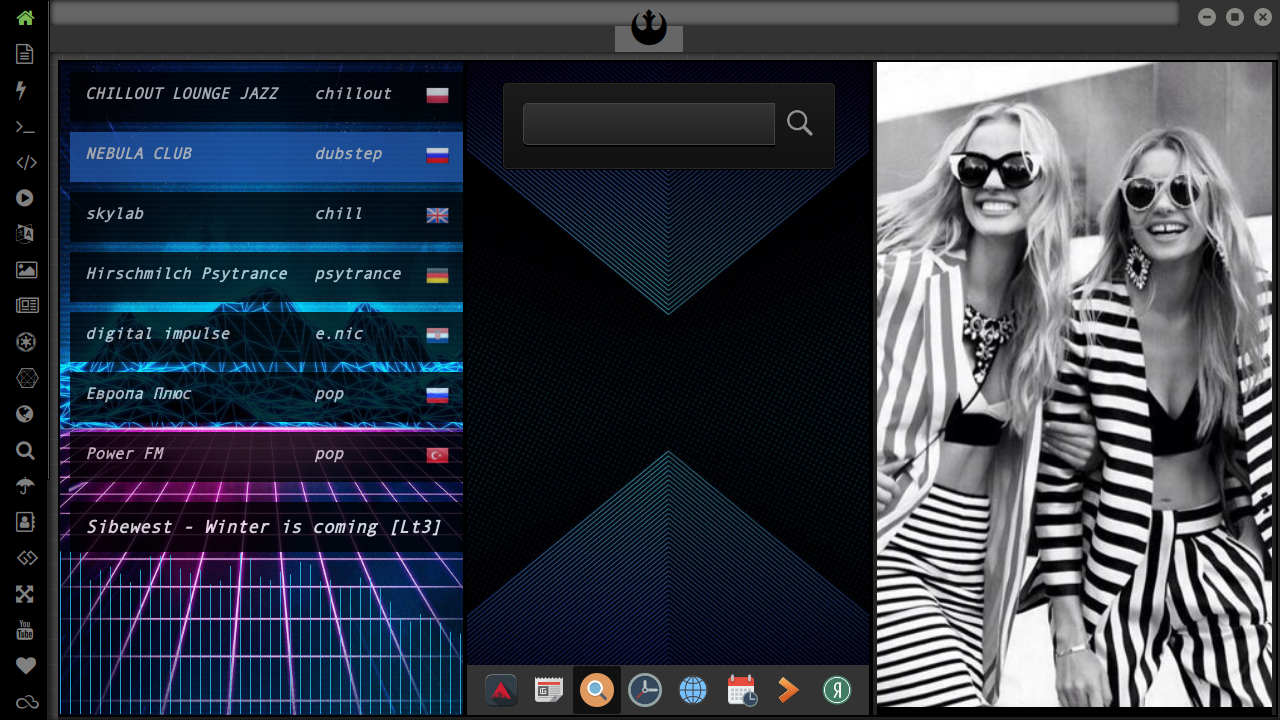 CHILLOUT LOUNGE JAZZ chillout
NEBULA CLUB dubstep
skylab chill
Hirschmilch Psytrance psytrance
digital impulse e.nic
Европа Плюс pop
Power FM pop
Sibewest - Winter is coming [Lt3]
You
Tube
Я